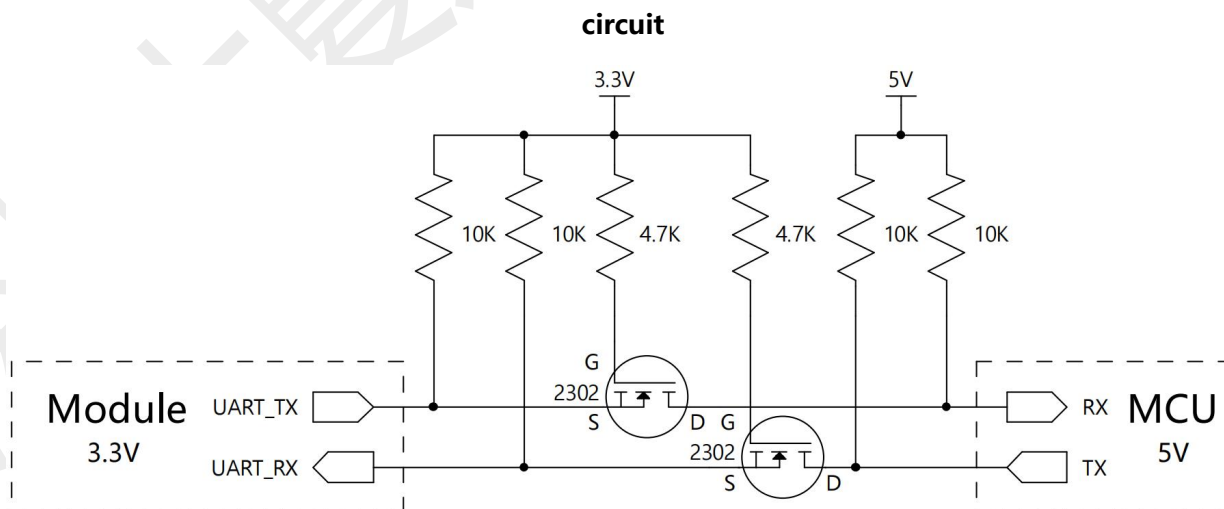 circuit
3.3V 5V
10K 10K 4.7K 4.7K 10K 10K
G
2302
S D
G
2302
S D
Module
3.3V
UART_TX
UART_RX
RX
TX
MCU
5V